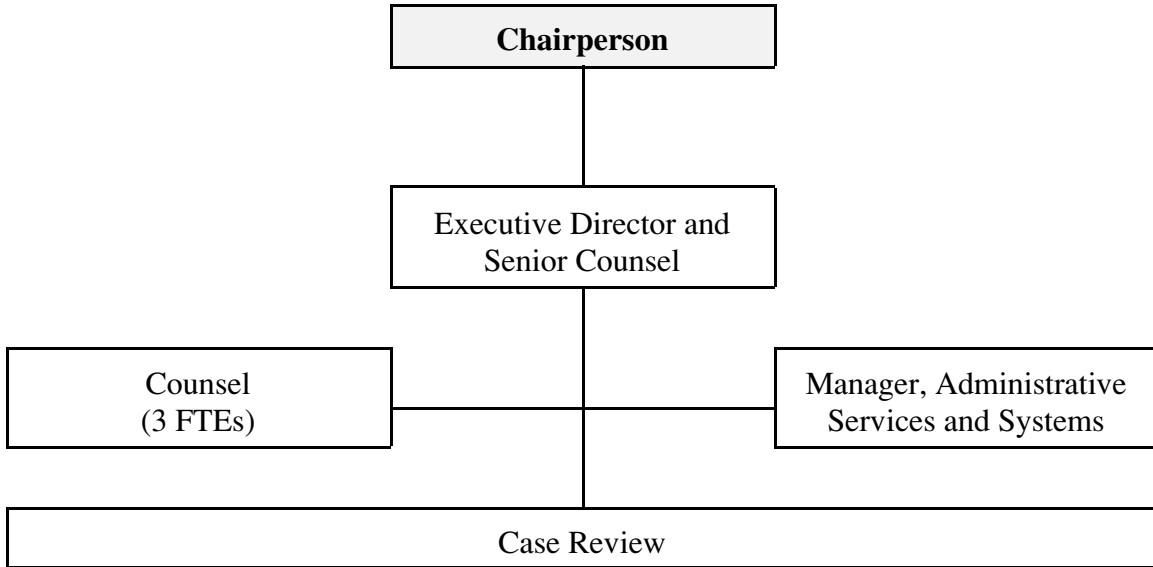 Chairperson
Executive Director and
Senior Counsel
Counsel
(3 FTEs)
Manager, Administrative
Services and Systems
Case Review